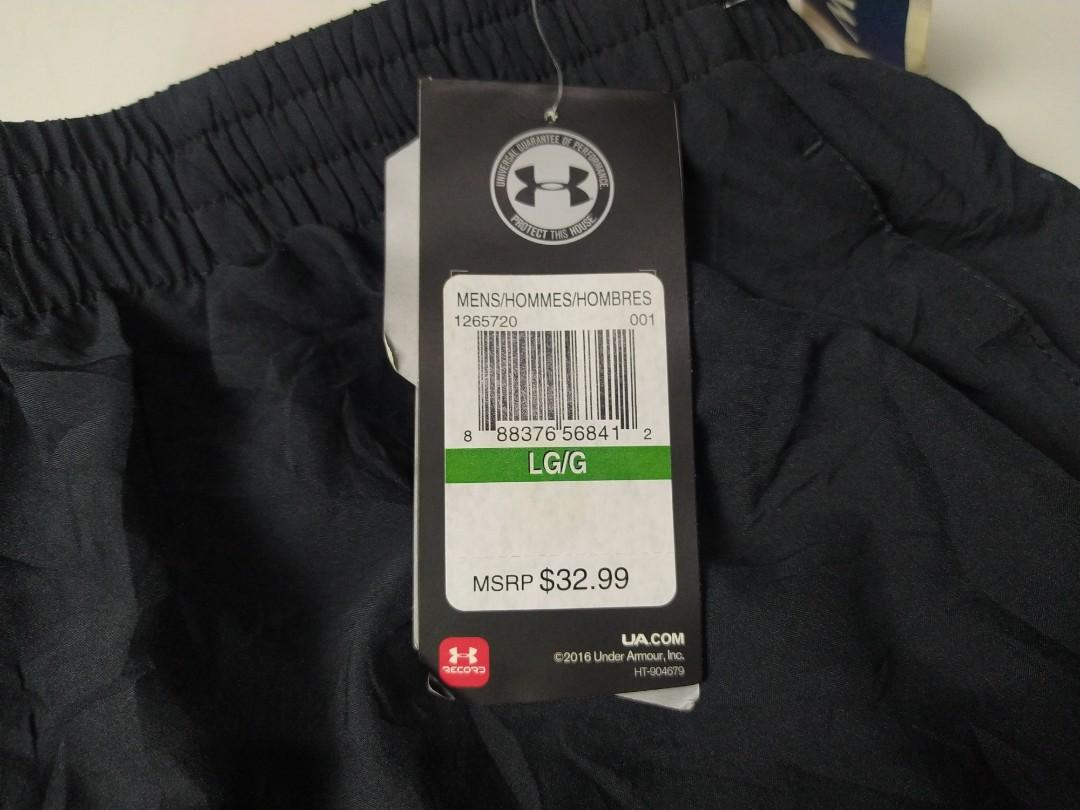 UNIVERSAL GUARANTEE OF PERFORMANCE
PROTECT THIS HOUSE
MENS/HOMMES/HOMBRES
1265720 001
8 88376 56841 2
LG/G
MSRP $32.99
RECORD
UA.COM
©2016 Under Armour, Inc.
HT-904679